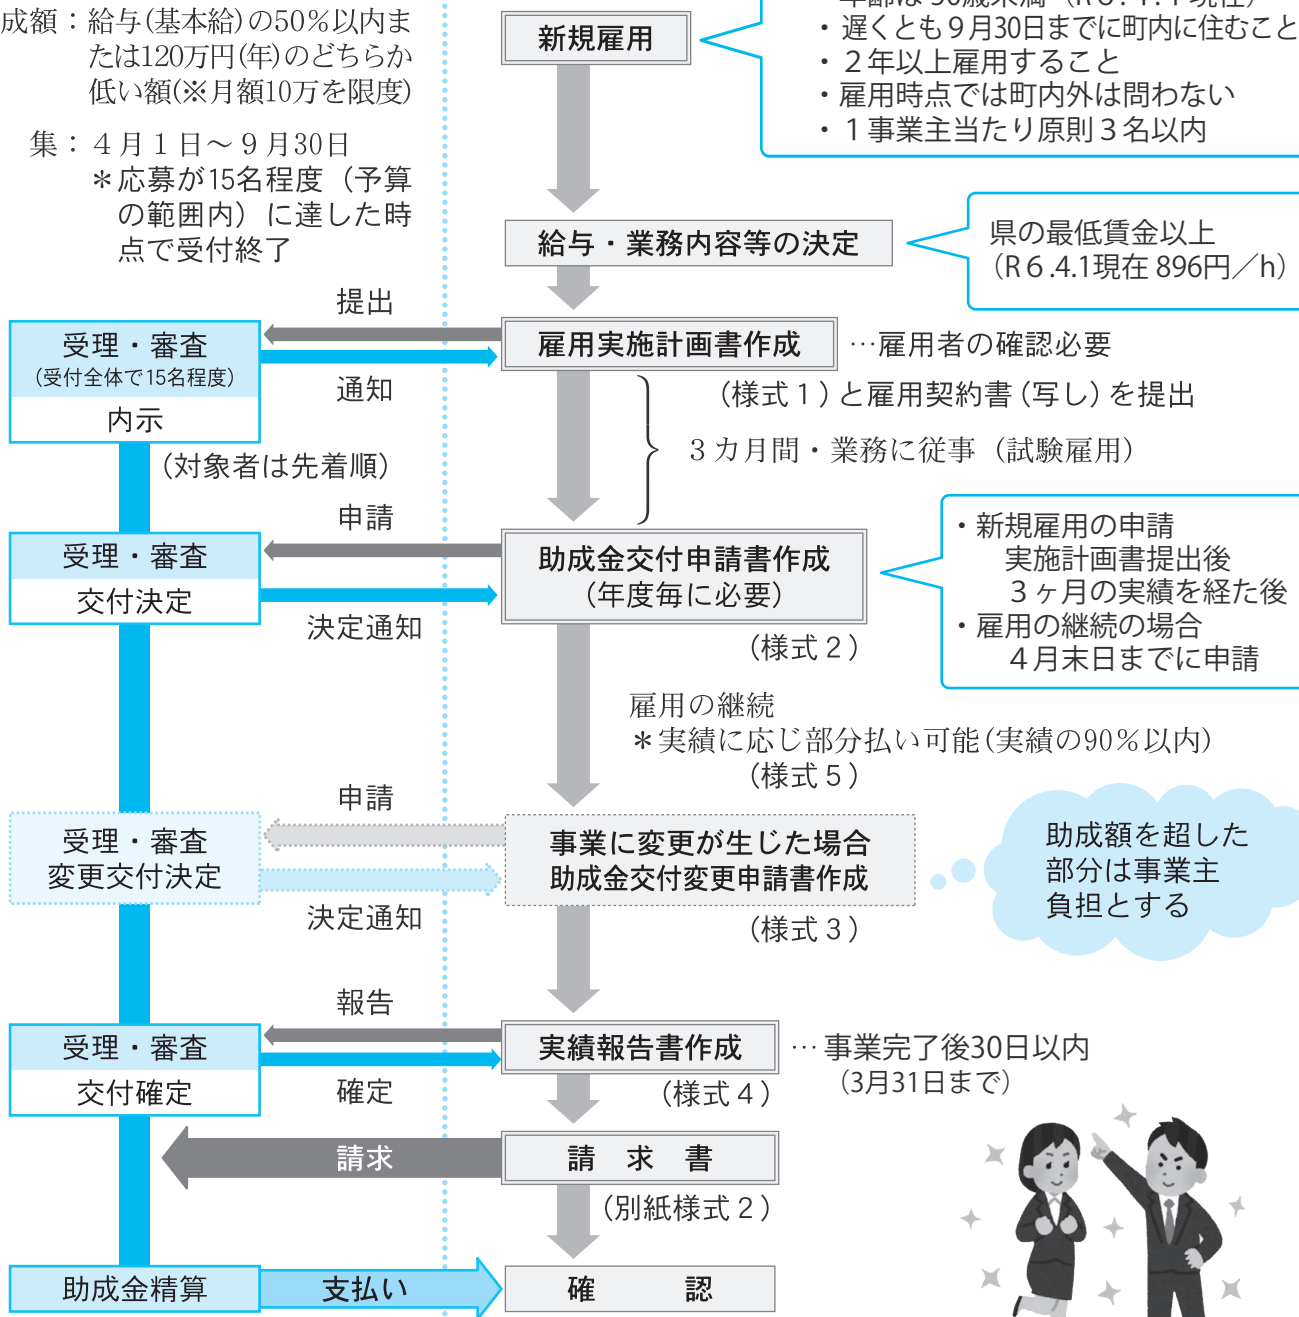 成額：給与(基本給)の50％以内ま
たは120万円(年)のどちらか
低い額(※月額10万を限度)
集：４月１日～９月30日
＊応募が15名程度（予算
の範囲内）に達した時
点で受付終了
新規雇用
・遅くとも９月30日までに町内に住むこと
・２年以上雇用すること
・雇用時点では町内外は問わない
・１事業主当たり原則３名以内
給与・業務内容等の決定
県の最低賃金以上
（R６.4.1現在 896円／h）
提出
雇用実施計画書作成
…雇用者の確認必要
受理・審査
（受付全体で15名程度）
通知
内示
（様式１）と雇用契約書（写し）を提出
（対象者は先着順）
３カ月間・業務に従事（試験雇用）
申請
受理・審査
交付決定
助成金交付申請書作成
（年度毎に必要）
決定通知
（様式２）
・新規雇用の申請
実施計画書提出後
３ヶ月の実績を経た後
・雇用の継続の場合
４月末日までに申請
雇用の継続
＊実績に応じ部分払い可能(実績の90％以内)
（様式５）
申請
受理・審査
変更交付決定
事業に変更が生じた場合
助成金交付変更申請書作成
決定通知
（様式３）
助成額を超した
部分は事業主
負担とする
報告
受理・審査
交付確定
実績報告書作成
… 事業完了後30日以内
（3月31日まで）
確定
（様式４）
請求
請　求　書
（別紙様式２）
助成金精算
支払い
確　　認